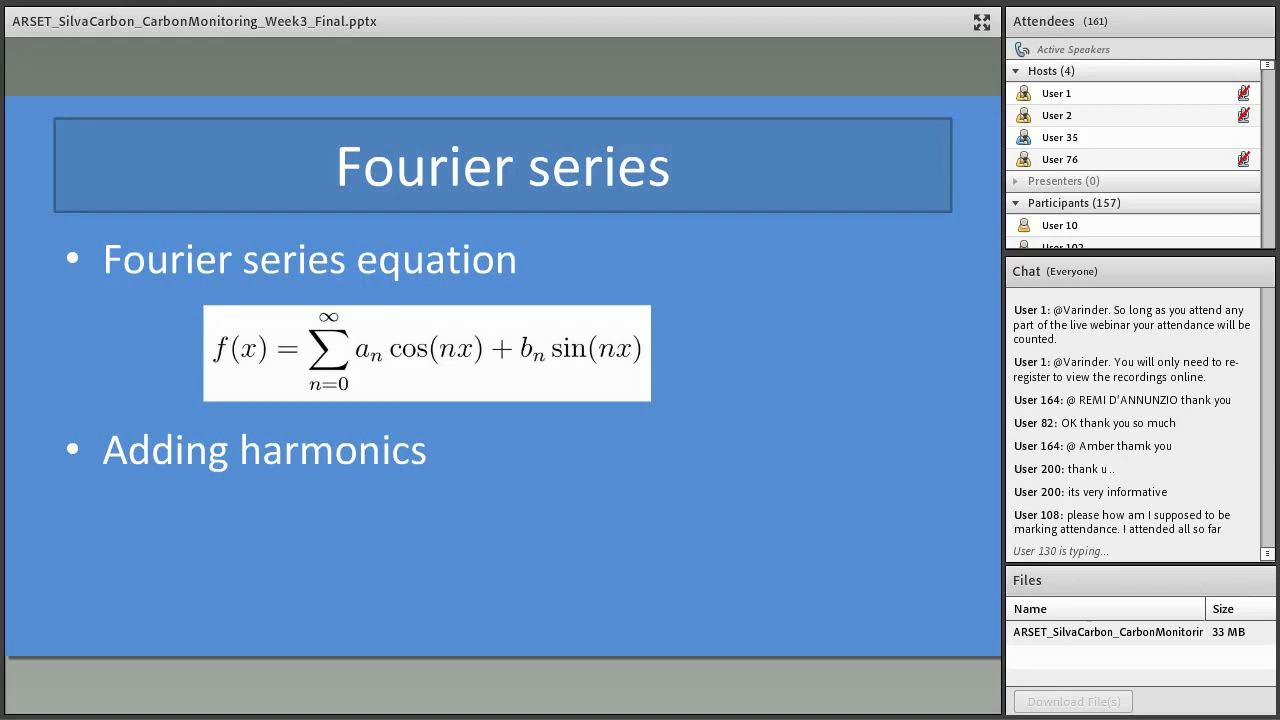 ARSET_SilvaCarbon_CarbonMonitoring_Week3_Final.pptx
Fourier series
• Fourier series equation
f(x) = ∑_{n=0}^{∞} a_n cos(nx) + b_n sin(nx)
• Adding harmonics
Attendees (161)
Active Speakers
Hosts (4)
User 1
User 2
User 35
User 76
Presenters (0)
Participants (157)
User 10
User 102
Chat (Everyone)
User 1: @Varinder. So long as you attend any
part of the live webinar your attendance will be
counted.
User 1: @Varinder. You will only need to re-
register to view the recordings online.
User 164: @ REMI D'ANNUNZIO thank you
User 82: OK thank you so much
User 164: @ Amber thamk you
User 200: thank u ..
User 200: its very informative
User 108: please how am I supposed to be
marking attendance. I attended all so far
User 130 is typing...
Files
Name Size
ARSET_SilvaCarbon_CarbonMonitorir 33 MB
Download File(s)